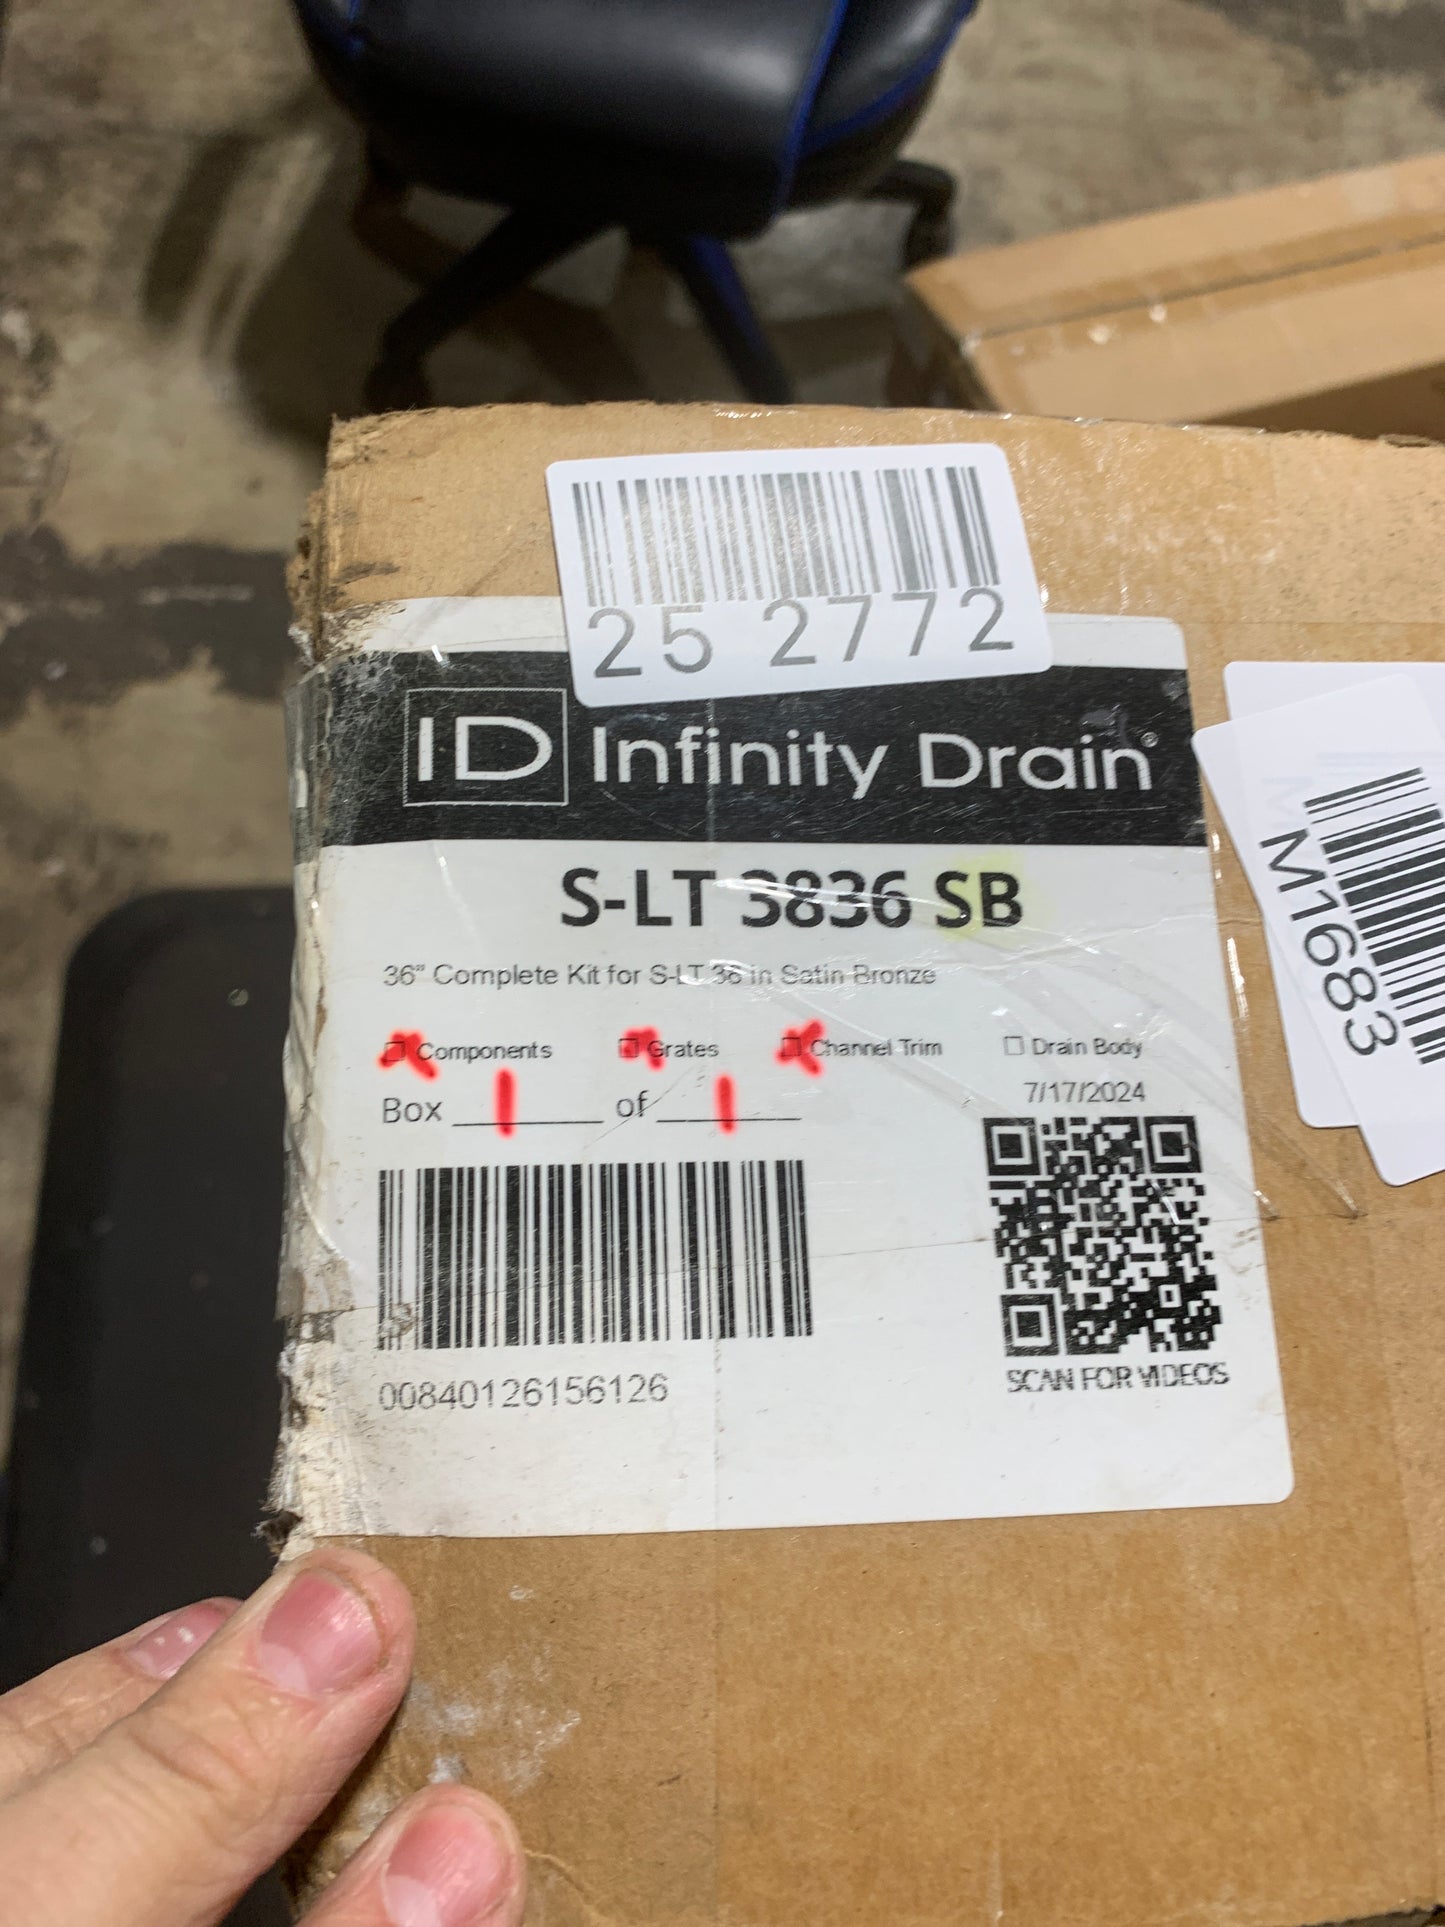 25 2772
ID Infinity Drain®
S-LT 3836 SB
36" Complete Kit for S-LT 36 in Satin Bronze
☐ Components ☐ Grates ☐ Channel Trim ☐ Drain Body
Box 1 of 1
7/17/2024
00840126156126
SCAN FOR VIDEOS
M1683